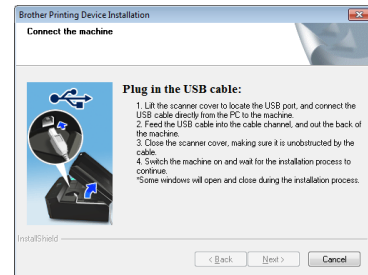 Brother Printing Device Installation
Connect the machine
Plug in the USB cable:
1. Lift the scanner cover to locate the USB port, and connect the
USB cable directly from the PC to the machine.
2. Feed the USB cable into the cable channel, and out the back of
the machine.
3. Close the scanner cover, making sure it is unobstructed by the
cable.
4. Switch the machine on and wait for the installation process to
continue.
*Some windows will open and close during the installation process.
InstallShield
< Back
Next >
Cancel